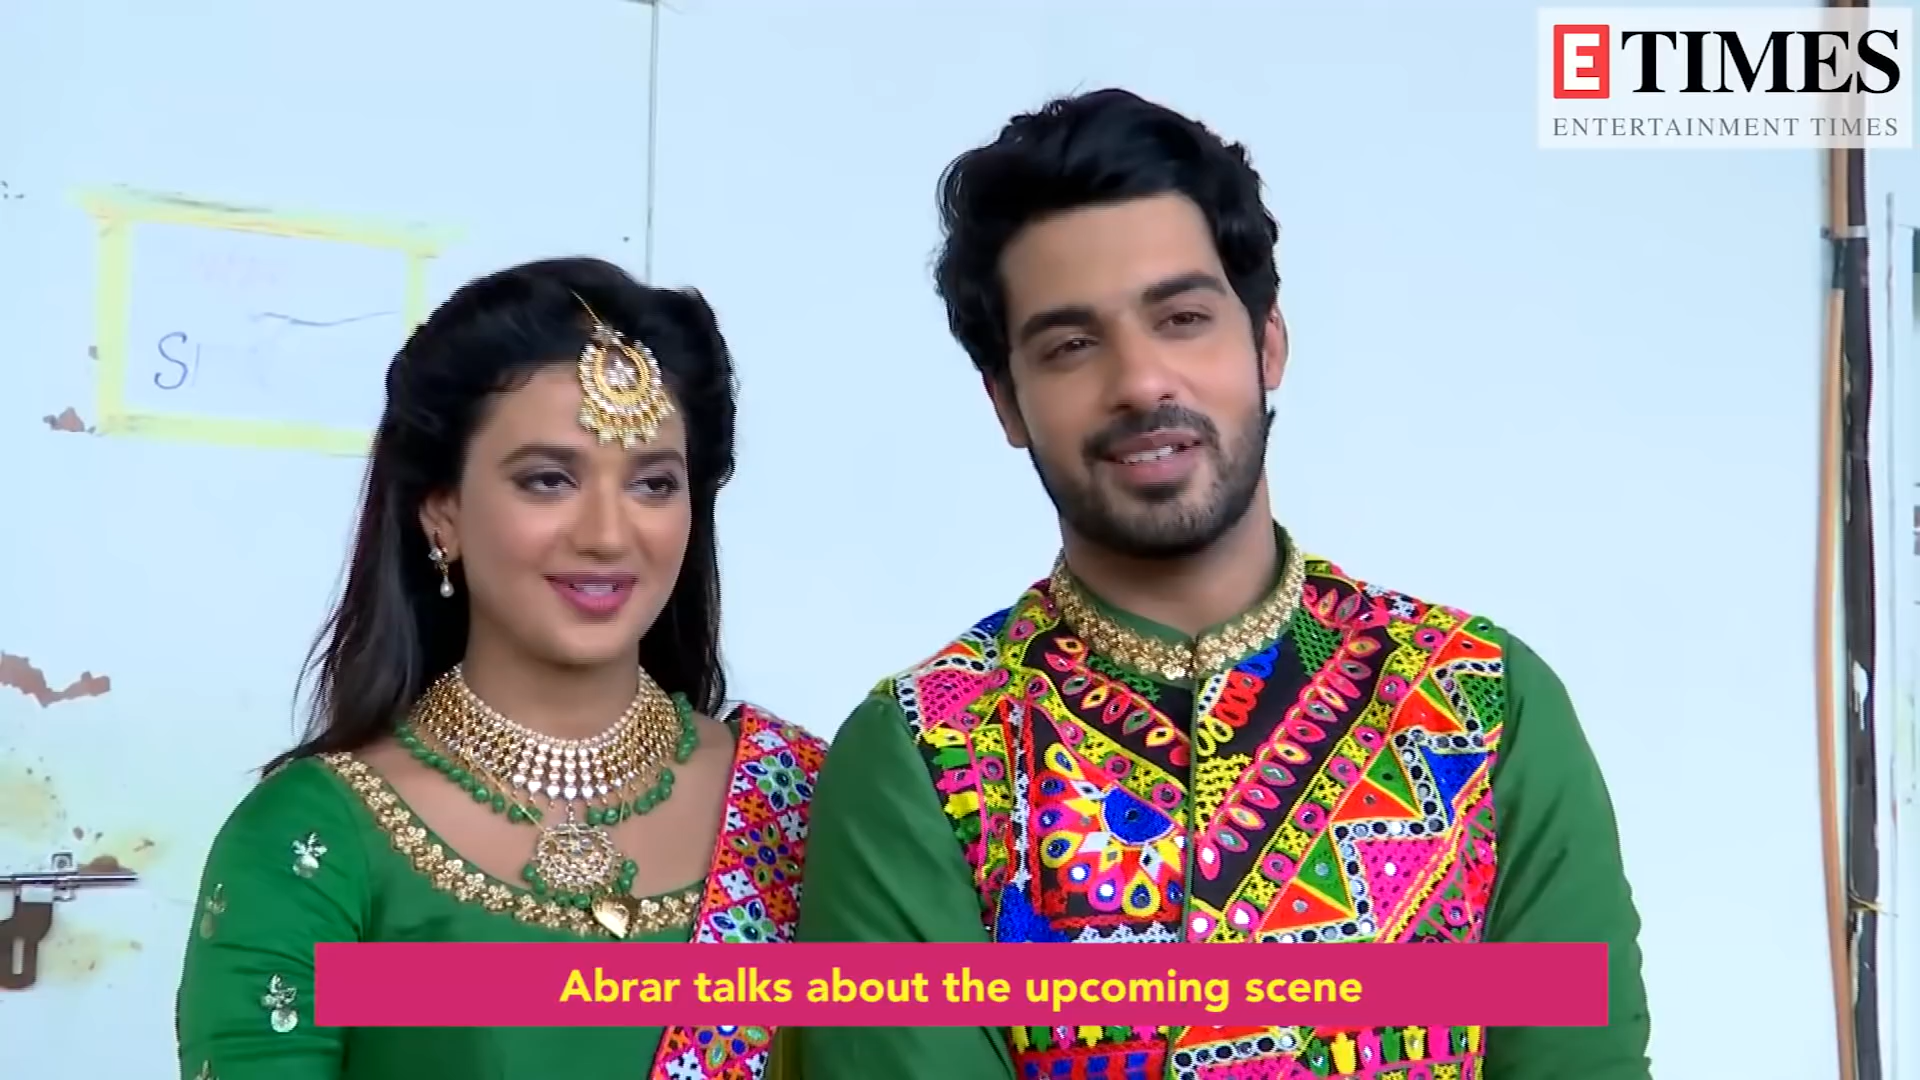 E TIMES
ENTERTAINMENT TIMES
S
Abrar talks about the upcoming scene